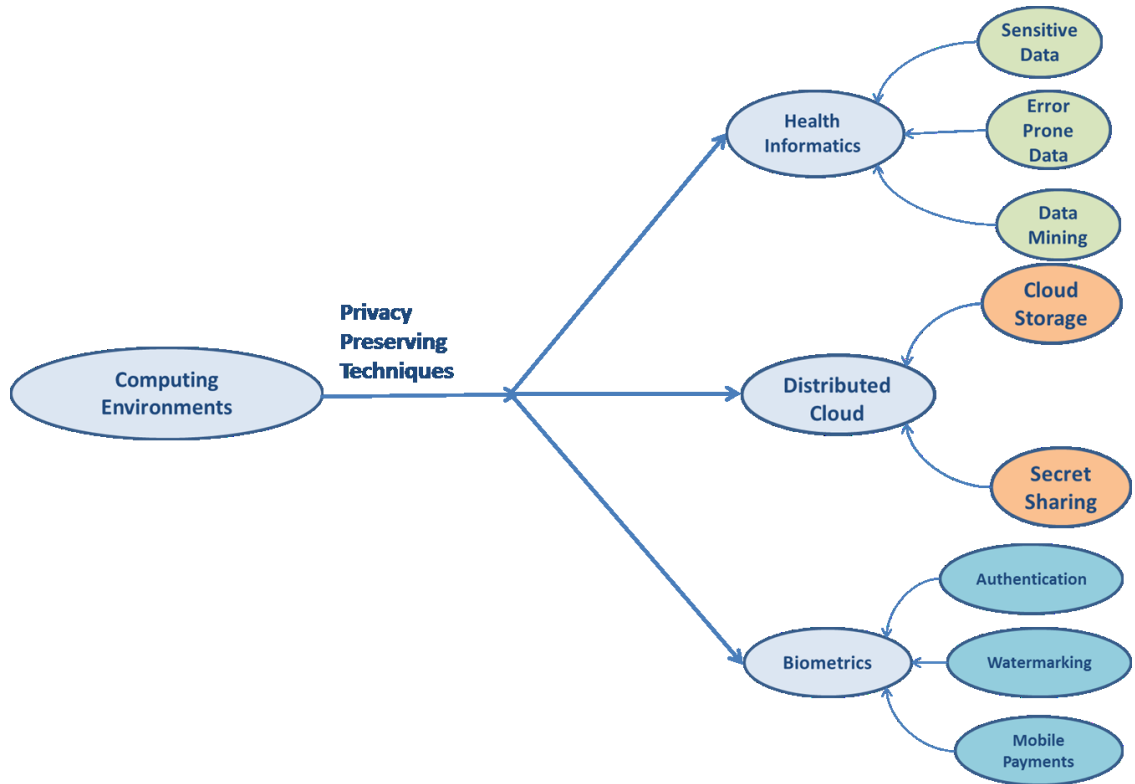 Computing
Environments
Privacy
Preserving
Techniques
Health
Informatics
Sensitive
Data
Error
Prone
Data
Data
Mining
Distributed
Cloud
Cloud
Storage
Secret
Sharing
Biometrics
Authentication
Watermarking
Mobile
Payments